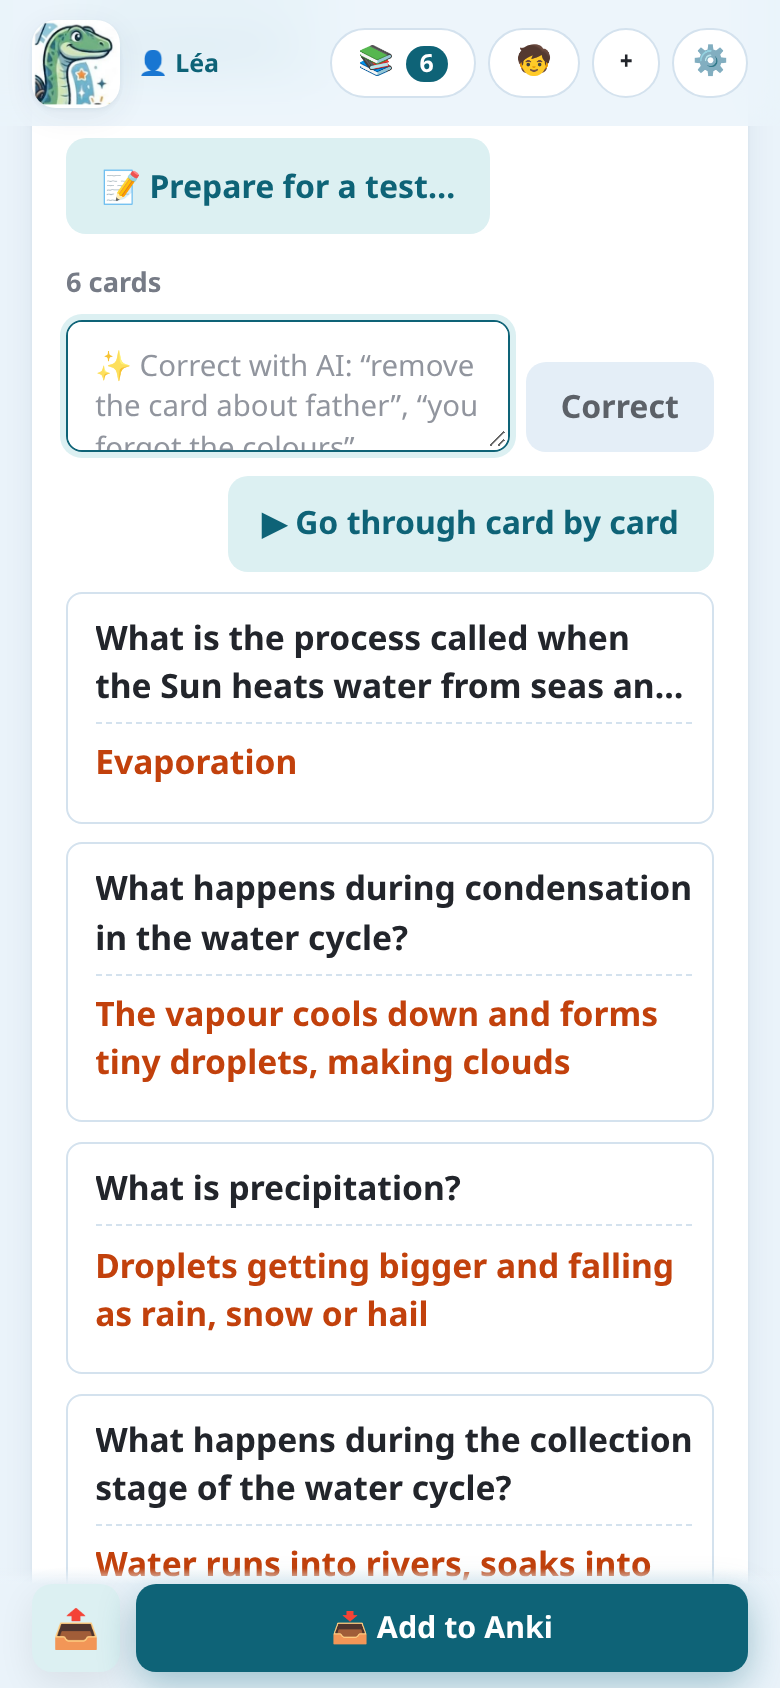 Léa
6
+
Prepare for a test...
6 cards
Correct with AI: “remove
the card about father”, “you
forgot the colours”
Correct
▶ Go through card by card
What is the process called when
the Sun heats water from seas an...
Evaporation
What happens during condensation
in the water cycle?
The vapour cools down and forms
tiny droplets, making clouds
What is precipitation?
Droplets getting bigger and falling
as rain, snow or hail
What happens during the collection
stage of the water cycle?
Water runs into rivers, soaks into
Add to Anki